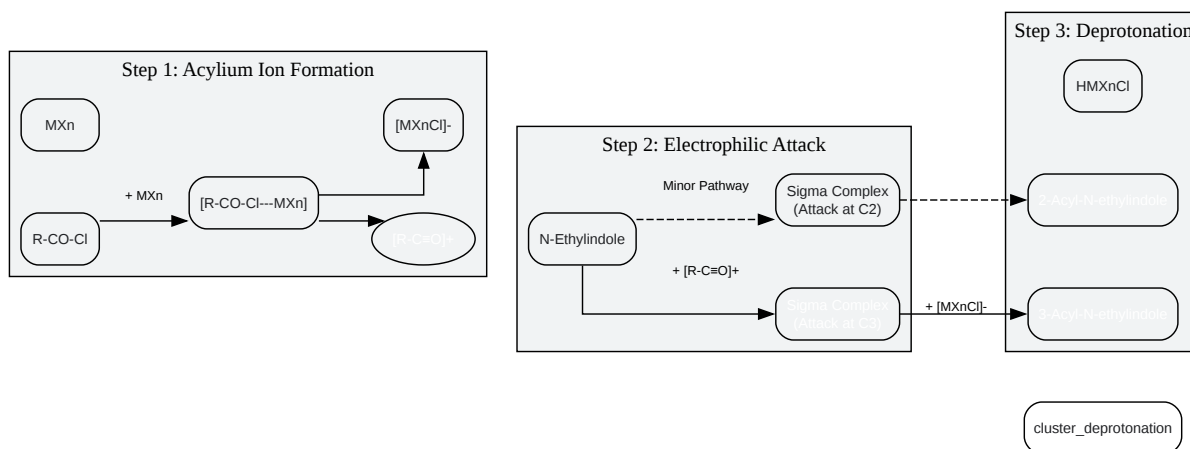 Step 1: Acylium Ion Formation
MXn
[MXnCl]-
+ MXn
[R-CO-Cl---MXn]
R-CO-Cl
[R-C≡O]+
Step 2: Electrophilic Attack
Minor Pathway
Sigma Complex
(Attack at C2)
N-Ethylindole
+ [R-C≡O]+
Sigma Complex
(Attack at C3)
+ [MXnCl]-
Step 3: Deprotonation
HMXnCl
2-Acyl-N-ethylindole
3-Acyl-N-ethylindole
cluster_deprotonation